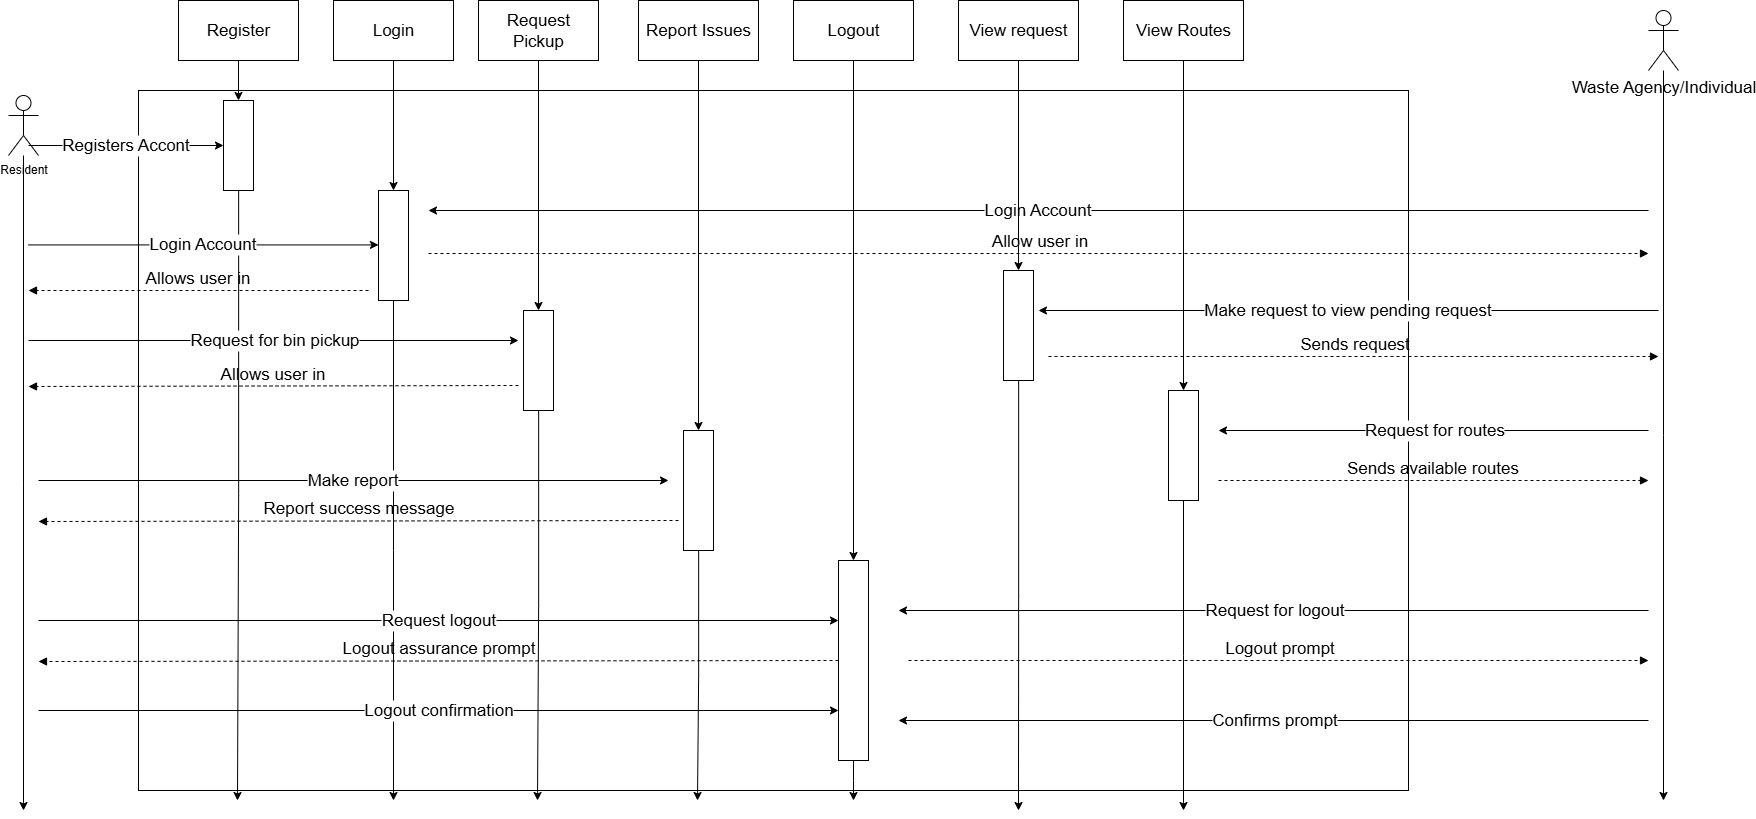 Register
Login
Request
Pickup
Report Issues
Logout
View request
View Routes
Waste Agency/Individual
Registers Accont
Resident
Login Account
Login Account
Allow user in
Allows user in
Make request to view pending request
Request for bin pickup
Sends request
Allows user in
Request for routes
Sends available routes
Make report
Report success message
Request for logout
Request logout
Logout assurance prompt
Logout prompt
Logout confirmation
Confirms prompt